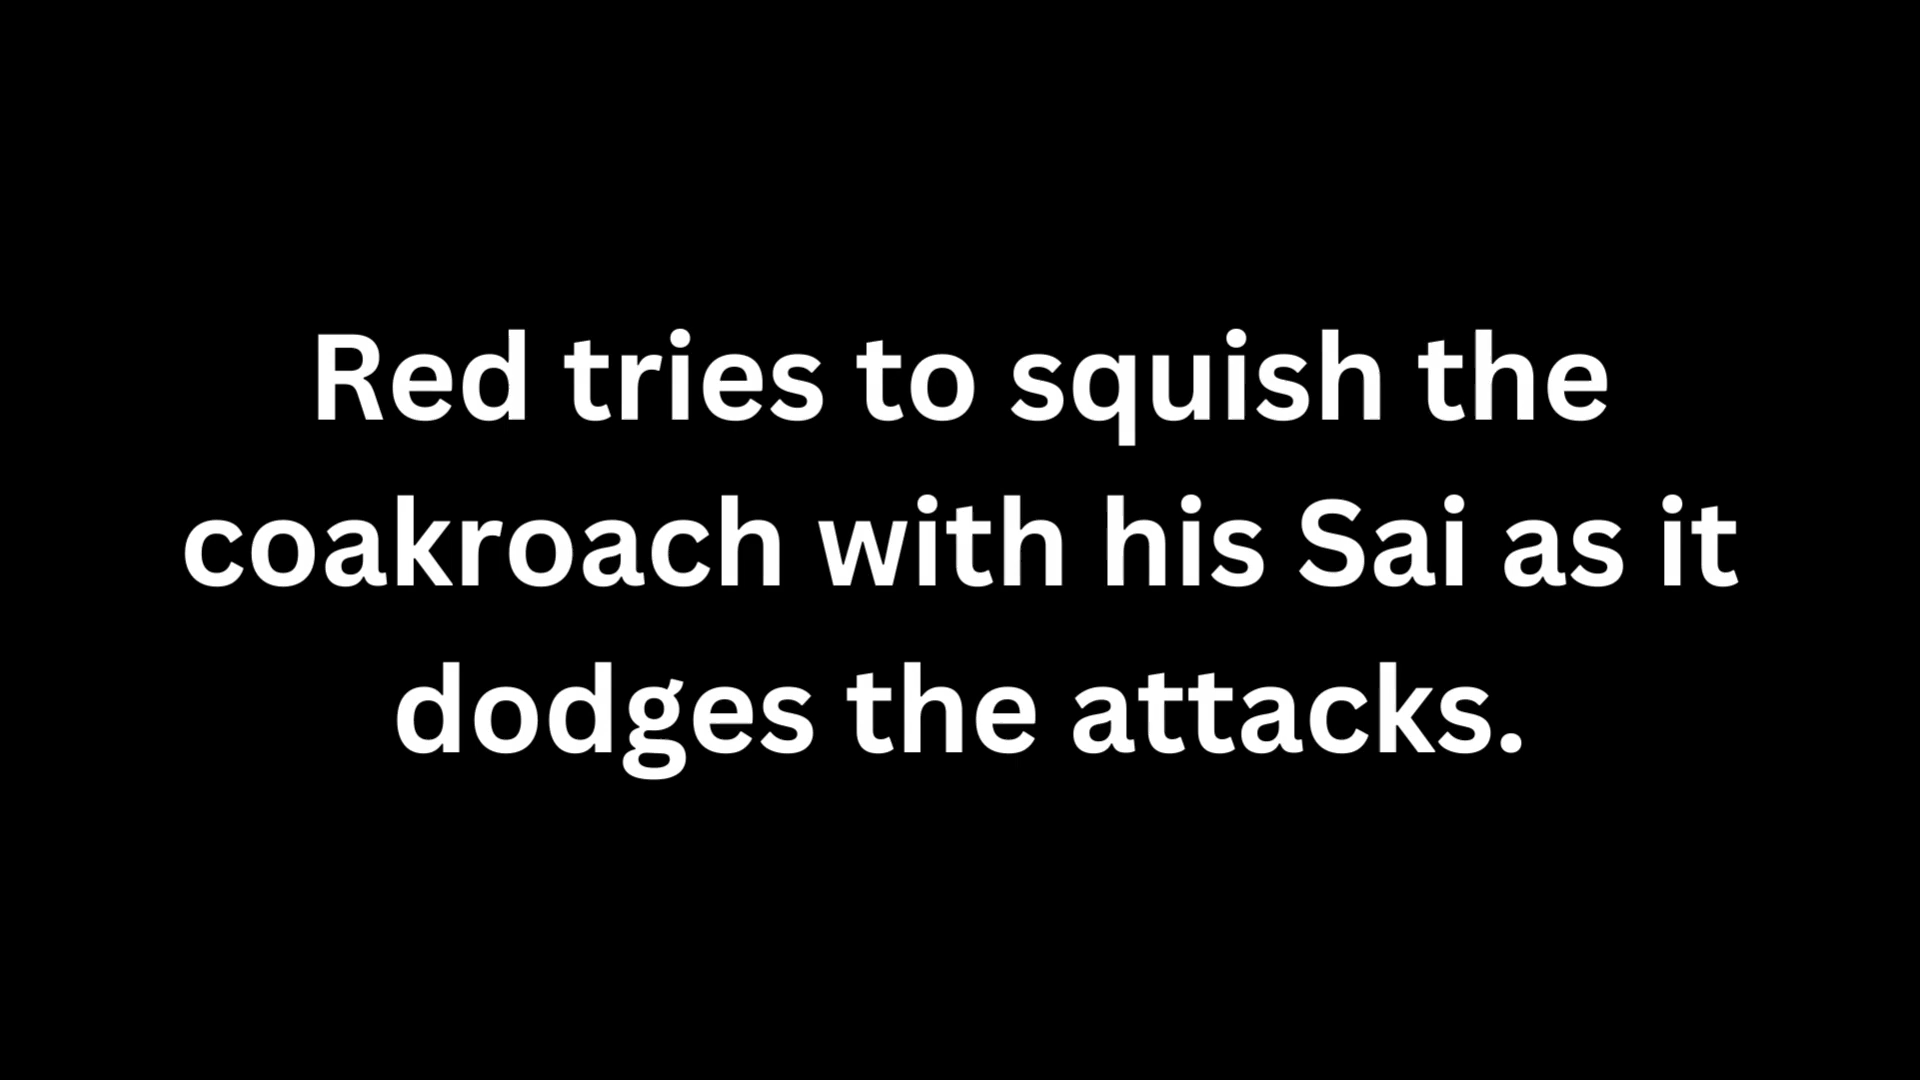 Red tries to squish the
coakroach with his Sai as it
dodges the attacks.